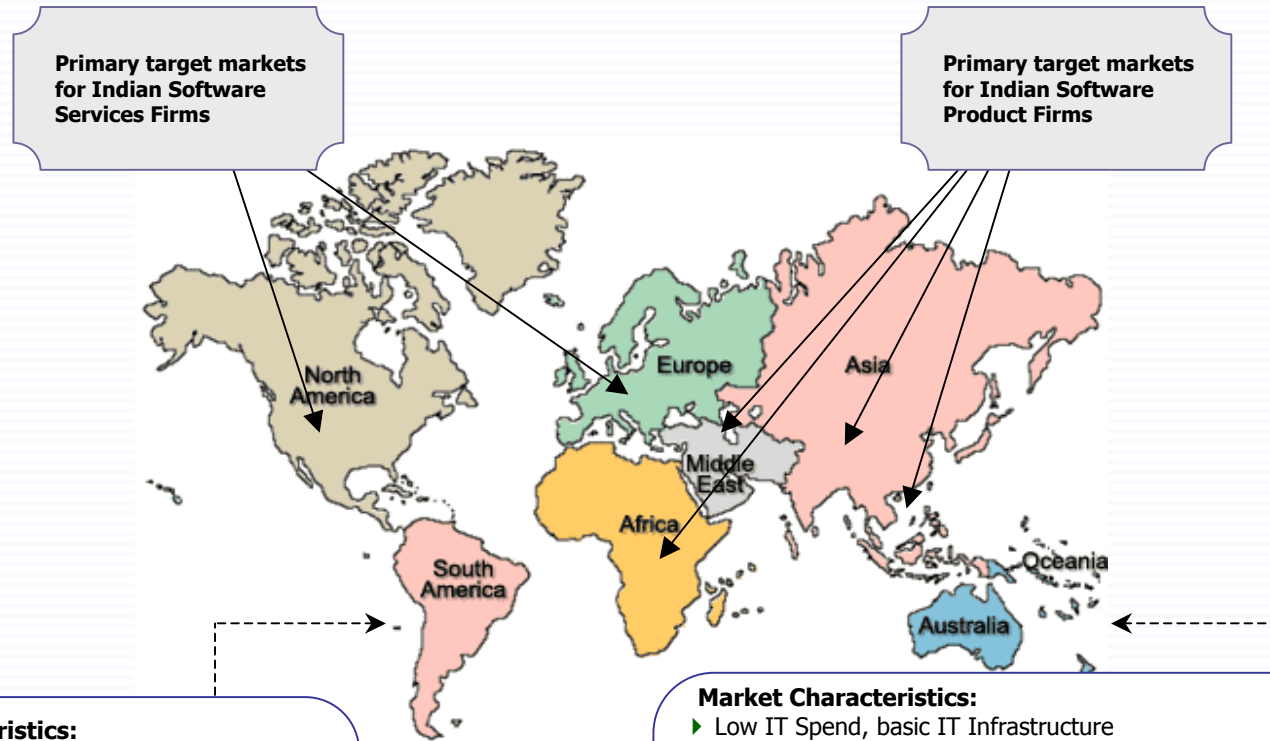 Primary target markets
for Indian Software
Services Firms
Primary target markets
for Indian Software
Product Firms
North
America
Europe
Asia
Middle
East
Africa
South
America
Oceania
Australia
ristics:
Market Characteristics:
Low IT Spend, basic IT Infrastructure